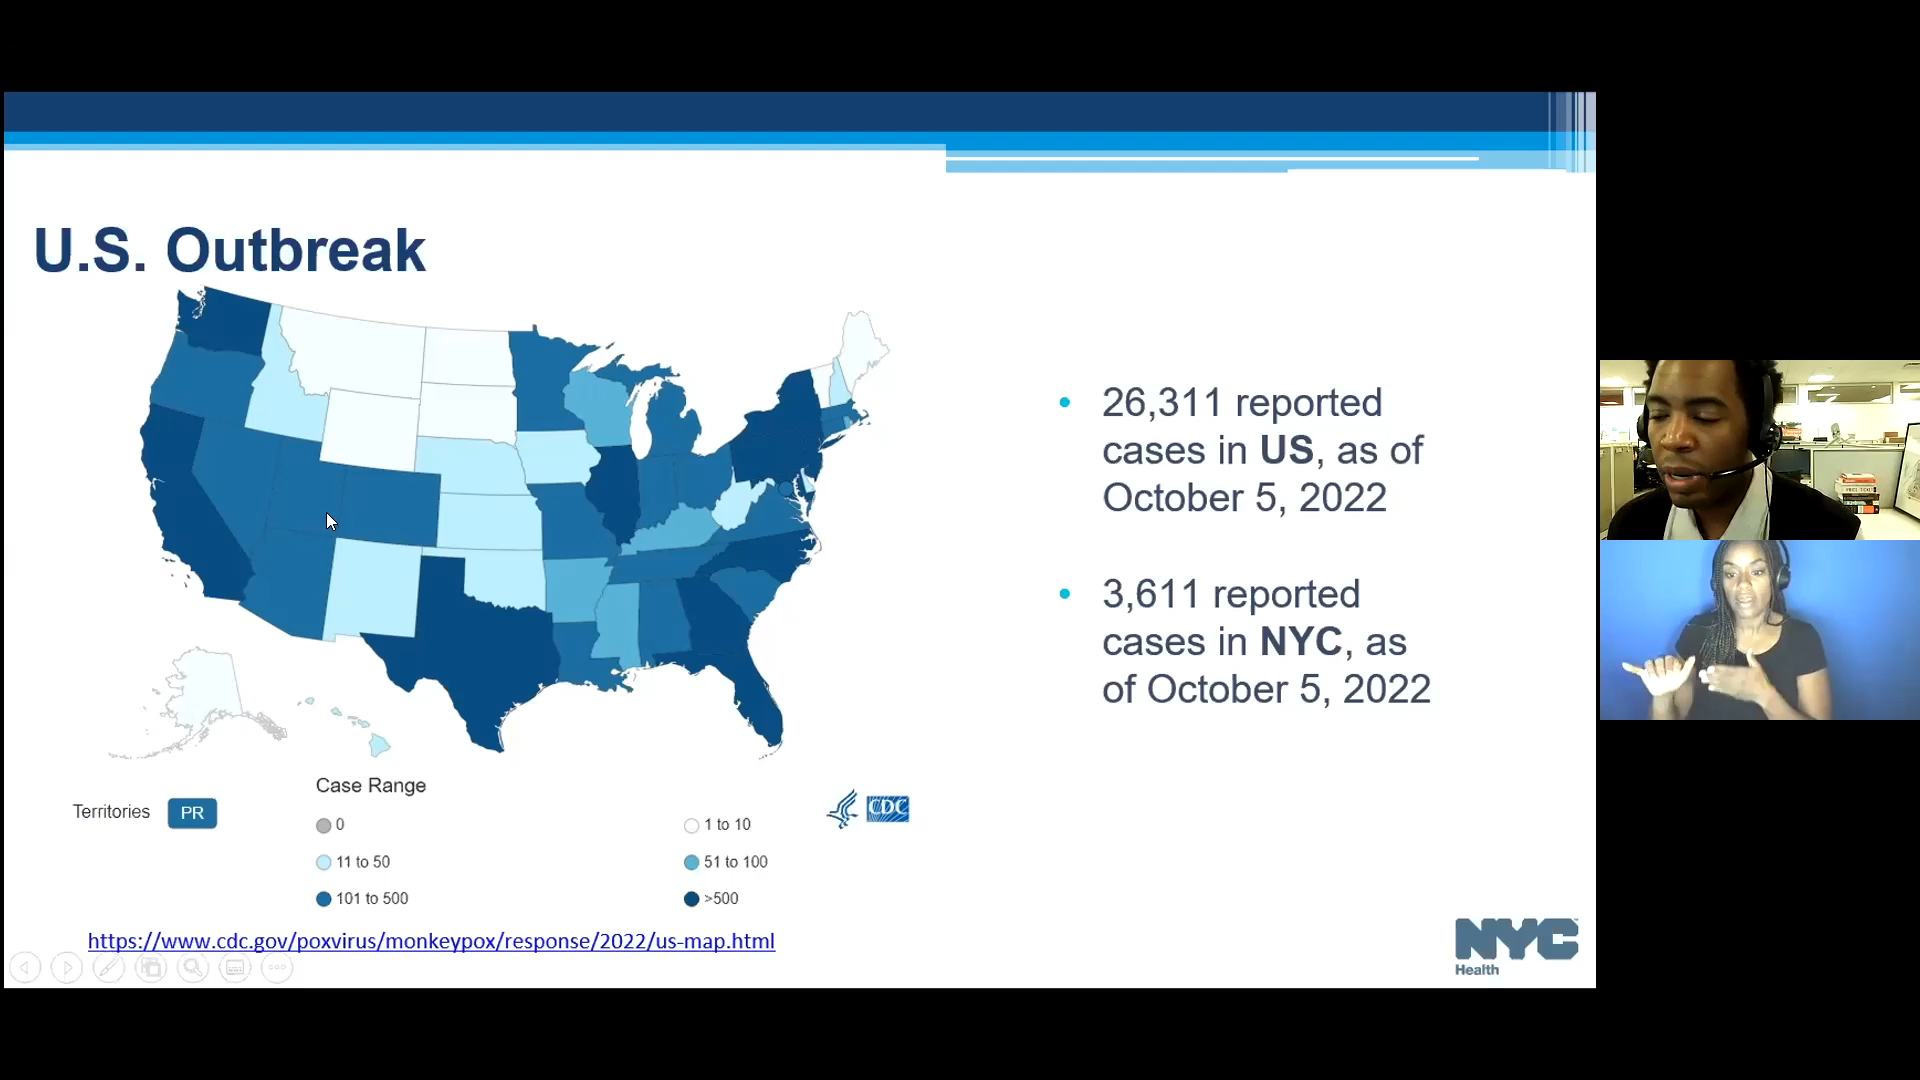 U.S. Outbreak
• 26,311 reported
cases in US, as of
October 5, 2022
• 3,611 reported
cases in NYC, as
of October 5, 2022
Case Range
Territories PR
0
1 to 10
11 to 50
51 to 100
101 to 500
>500
CDC
https://www.cdc.gov/poxvirus/monkeypox/response/2022/us-map.html
NYC
Health